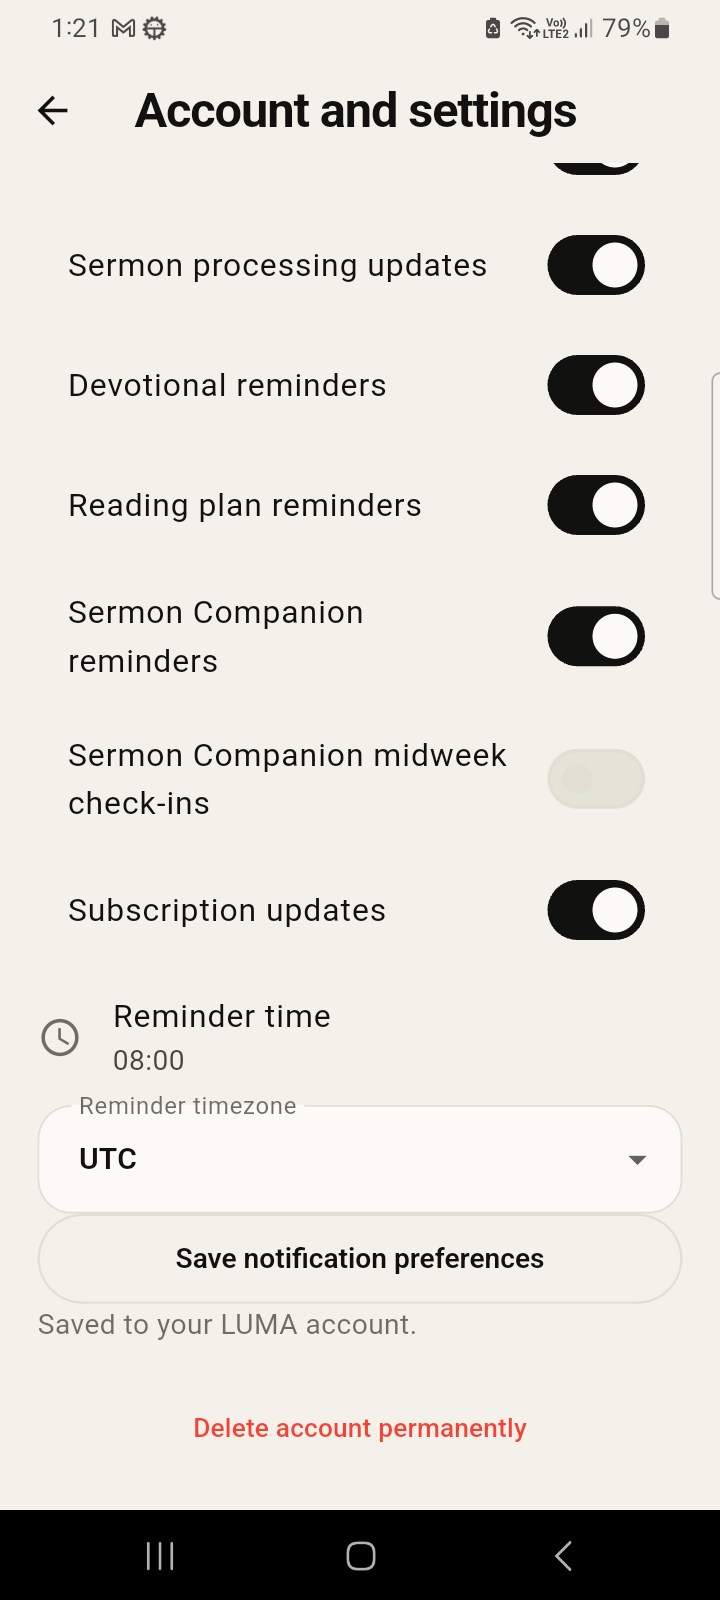 1:21
Vo))
LTE2
79%
Account and settings
Sermon processing updates
Devotional reminders
Reading plan reminders
Sermon Companion
reminders
Sermon Companion midweek
check-ins
Subscription updates
Reminder time
08:00
Reminder timezone
UTC
Save notification preferences
Saved to your LUMA account.
Delete account permanently